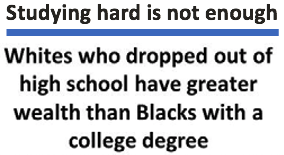 Studying hard is not enough
Whites who dropped out of
high school have greater
wealth than Blacks with a
college degree